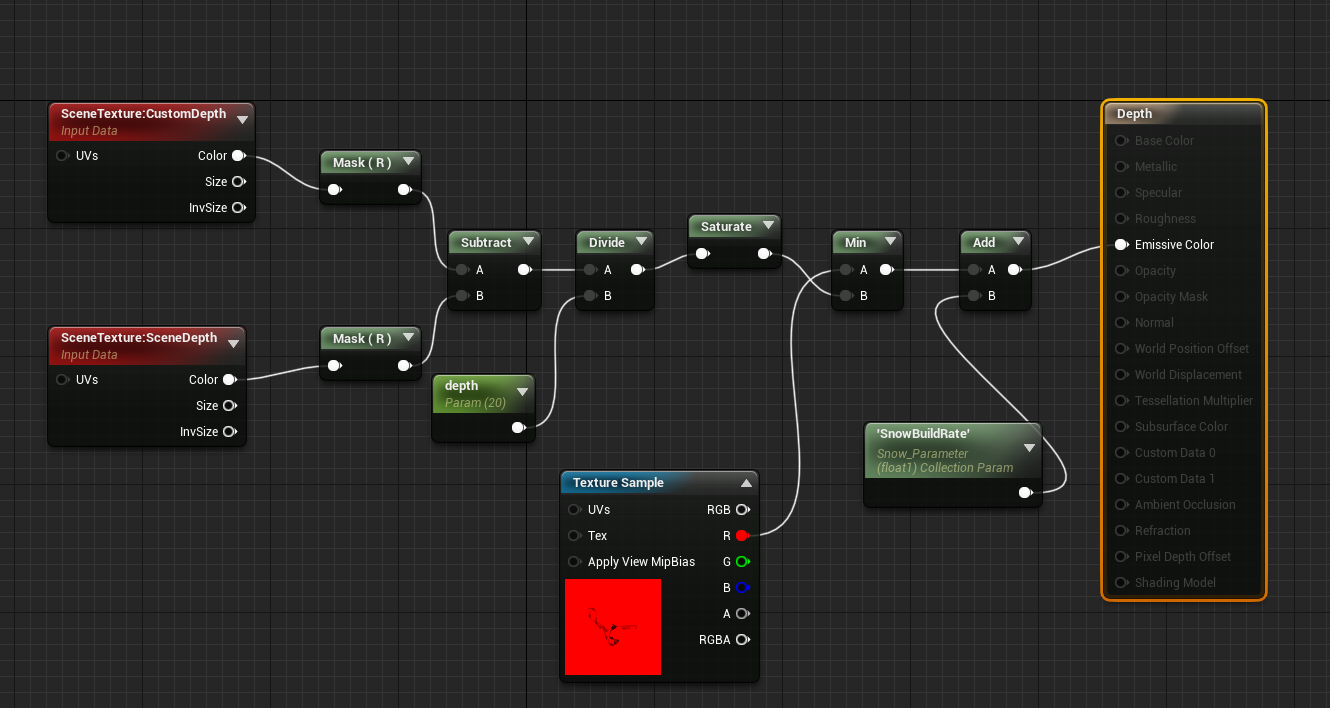 SceneTexture:CustomDepth
Input Data
UVs
Color
Size
InvSize
Mask ( R )
SceneTexture:SceneDepth
Input Data
UVs
Color
Size
InvSize
Mask ( R )
Subtract
A
B
depth
Param (20)
Divide
A
B
Saturate
Texture Sample
UVs
RGB
Tex
R
Apply View MipBias
G
B
A
RGBA
Min
A
B
'SnowBuildRate'
Snow_Parameter
(float1) Collection Param
Add
A
B
Depth
Base Color
Metallic
Specular
Roughness
Emissive Color
Opacity
Opacity Mask
Normal
World Position Offset
World Displacement
Tessellation Multiplier
Subsurface Color
Custom Data 0
Custom Data 1
Ambient Occlusion
Refraction
Pixel Depth Offset
Shading Model